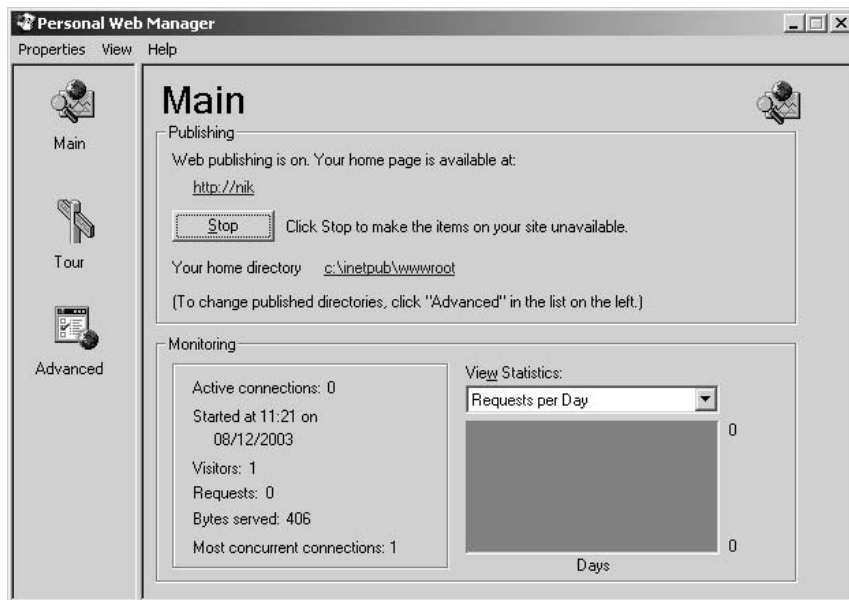 Personal Web Manager
Properties View Help
Main
Tour
Advanced
Main
Publishing
Web publishing is on. Your home page is available at:
http://nik
Stop Click Stop to make the items on your site unavailable.
Your home directory c:\inetpub\wwwroot
(To change published directories, click "Advanced" in the list on the left.)
Monitoring
Active connections: 0
Started at 11:21 on
08/12/2003
Visitors: 1
Requests: 0
Bytes served: 406
Most concurrent connections: 1
View Statistics:
Requests per Day
0
0
Days